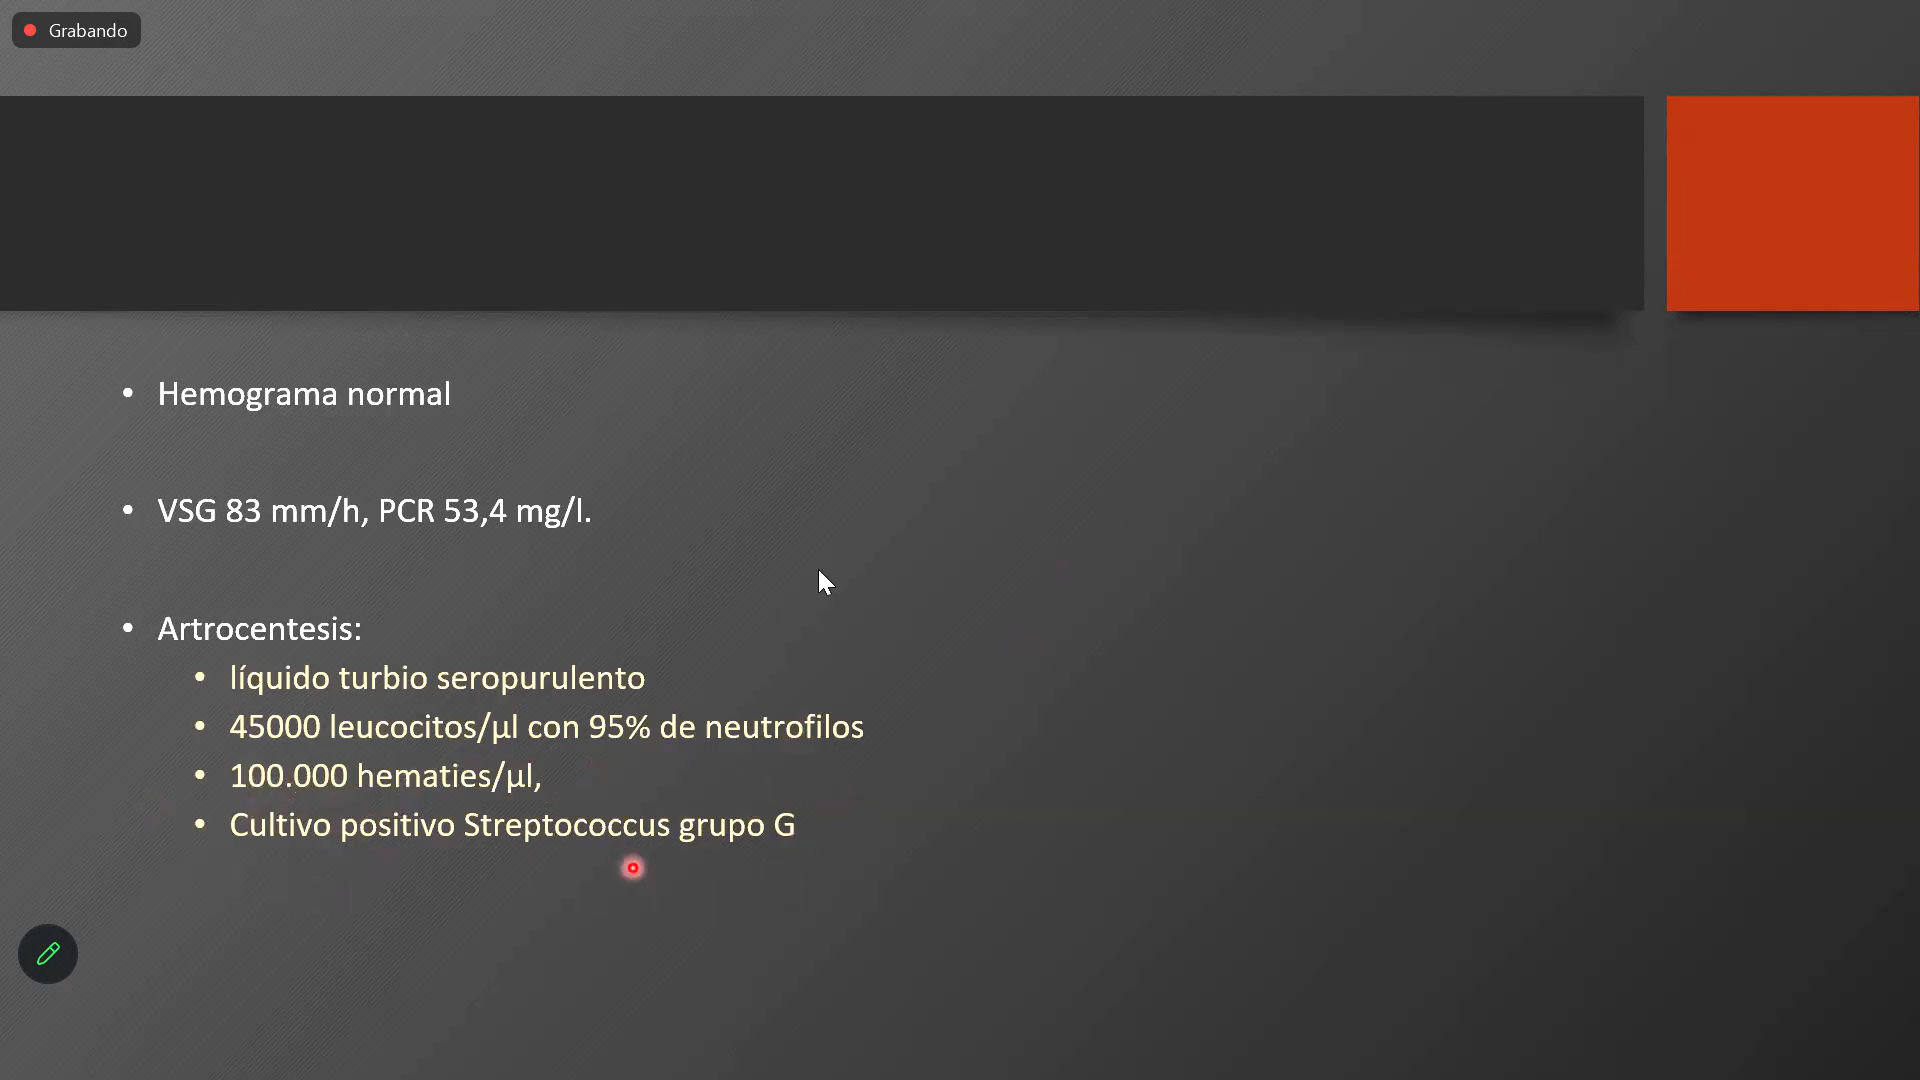 Grabando
• Hemograma normal
• VSG 83 mm/h, PCR 53,4 mg/l.
• Artrocentesis:
• líquido turbio seropurulento
• 45000 leucocitos/µl con 95% de neutrofilos
• 100.000 hematies/µl,
• Cultivo positivo Streptococcus grupo G